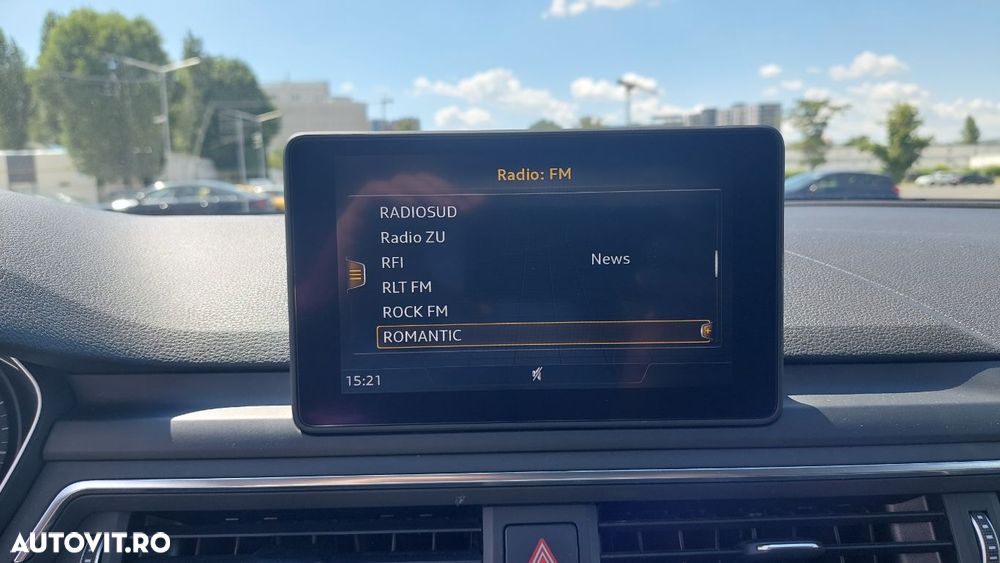 Radio: FM
RADIOSUD
Radio ZU
RFI News
RLT FM
ROCK FM
ROMANTIC
15:21
AUTOVIT.RO